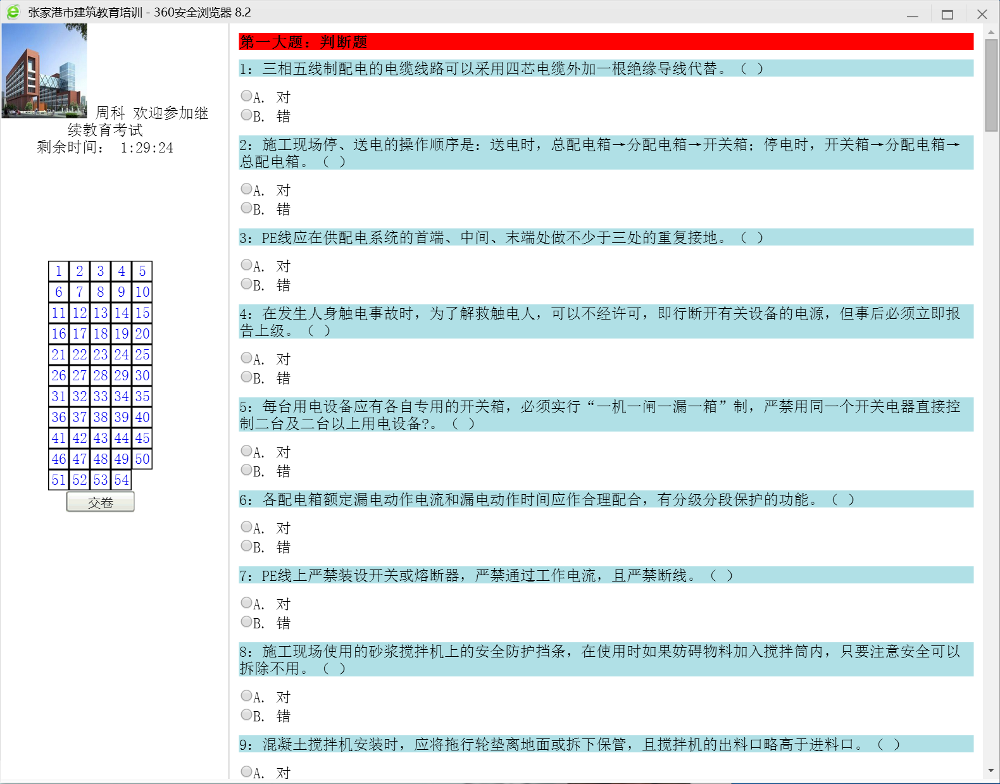 张家港市建筑教育培训 - 360安全浏览器 8.2
周科 欢迎参加继
续教育考试
剩余时间： 1:29:24
1 2 3 4 5
6 7 8 9 10
11 12 13 14 15
16 17 18 19 20
21 22 23 24 25
26 27 28 29 30
31 32 33 34 35
36 37 38 39 40
41 42 43 44 45
46 47 48 49 50
51 52 53 54
交卷
第一大题：判断题
1：三相五线制配电的电缆线路可以采用四芯电缆外加一根绝缘导线代替。（ ）
A. 对
B. 错
2：施工现场停、送电的操作顺序是：送电时，总配电箱→分配电箱→开关箱；停电时，开关箱→分配电箱→
总配电箱。（ ）
A. 对
B. 错
3：PE线应在供配电系统的首端、中间、末端处做不少于三处的重复接地。（ ）
A. 对
B. 错
4：在发生人身触电事故时，为了解救触电人，可以不经许可，即行断开有关设备的电源，但事后必须立即报
告上级。（ ）
A. 对
B. 错
5：每台用电设备应有各自专用的开关箱，必须实行“一机一闸一漏一箱”制，严禁用同一个开关电器直接控
制二台及二台以上用电设备?。（ ）
A. 对
B. 错
6：各配电箱额定漏电动作电流和漏电动作时间应作合理配合，有分级分段保护的功能。（ ）
A. 对
B. 错
7：PE线上严禁装设开关或熔断器，严禁通过工作电流，且严禁断线。（ ）
A. 对
B. 错
8：施工现场使用的砂浆搅拌机上的安全防护挡条，在使用时如果妨碍物料加入搅拌筒内，只要注意安全可以
拆除不用。（ ）
A. 对
B. 错
9：混凝土搅拌机安装时，应将拖行轮垫离地面或拆下保管，且搅拌机的出料口略高于进料口。（ ）
A. 对